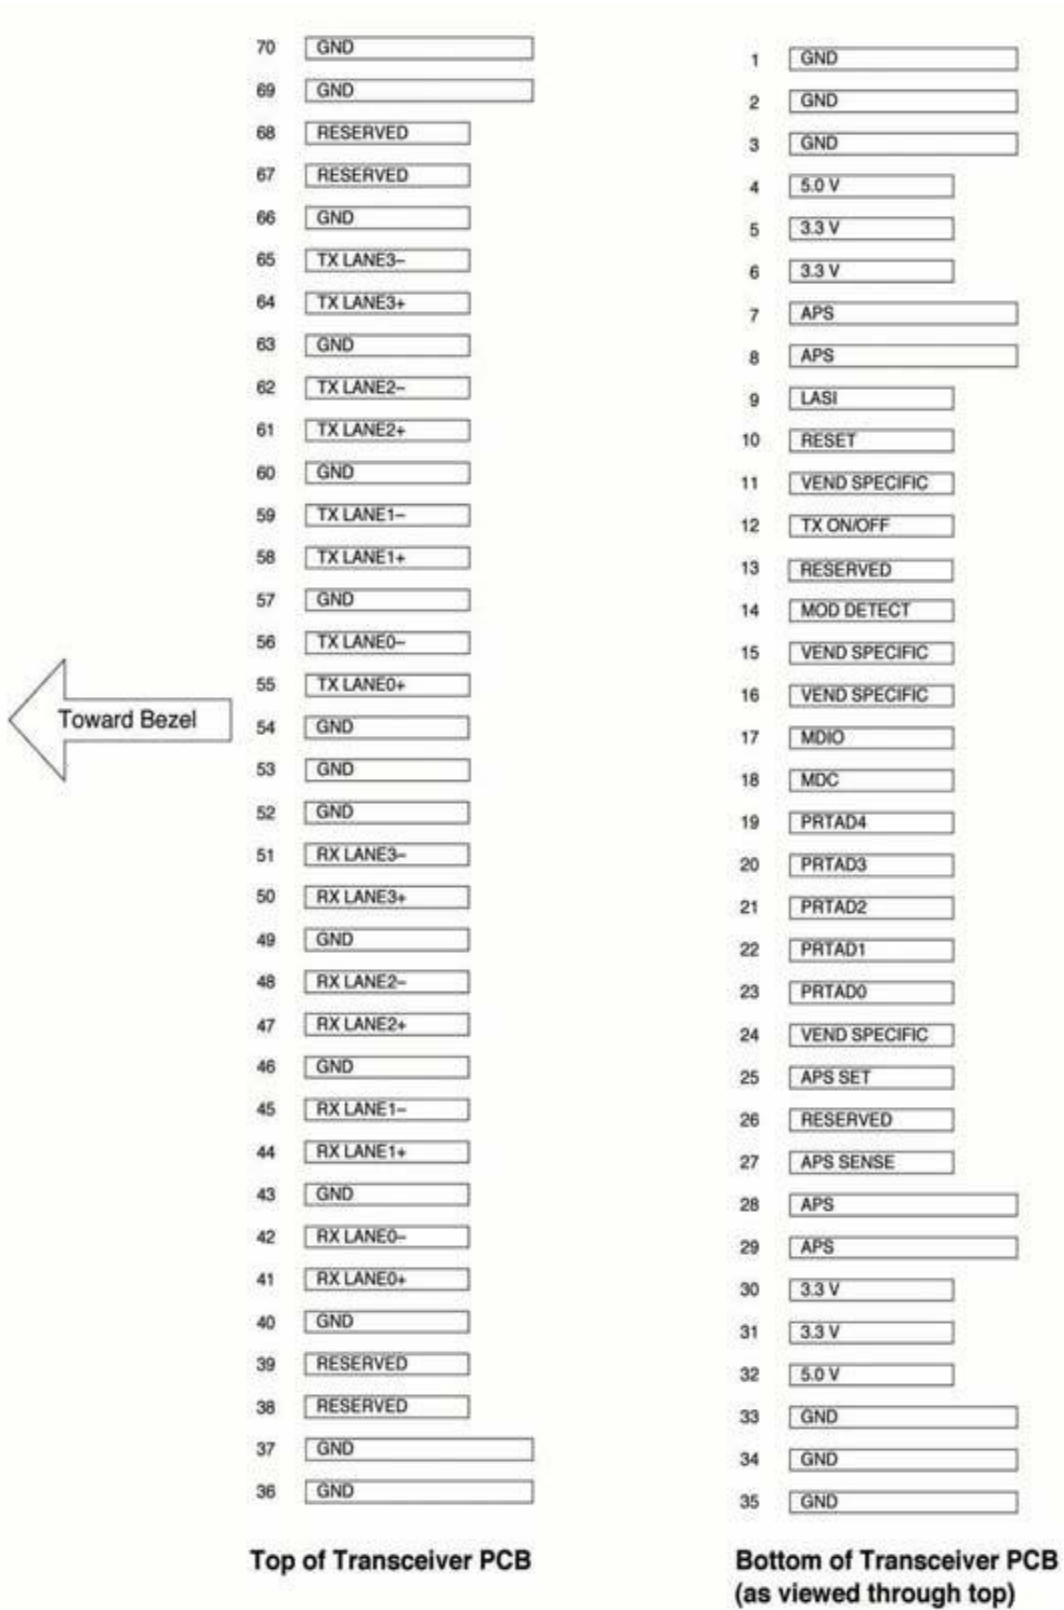 70 GND
69 GND
68 RESERVED
67 RESERVED
66 GND
65 TX LANE3–
64 TX LANE3+
63 GND
62 TX LANE2–
61 TX LANE2+
60 GND
59 TX LANE1–
58 TX LANE1+
57 GND
56 TX LANE0–
55 TX LANE0+
54 GND
53 GND
52 GND
51 RX LANE3–
50 RX LANE3+
49 GND
48 RX LANE2–
47 RX LANE2+
46 GND
45 RX LANE1–
44 RX LANE1+
43 GND
42 RX LANE0–
41 RX LANE0+
40 GND
39 RESERVED
38 RESERVED
37 GND
36 GND
Toward Bezel
Top of Transceiver PCB
1 GND
2 GND
3 GND
4 5.0 V
5 3.3 V
6 3.3 V
7 APS
8 APS
9 LASI
10 RESET
11 VEND SPECIFIC
12 TX ON/OFF
13 RESERVED
14 MOD DETECT
15 VEND SPECIFIC
16 VEND SPECIFIC
17 MDIO
18 MDC
19 PRTAD4
20 PRTAD3
21 PRTAD2
22 PRTAD1
23 PRTAD0
24 VEND SPECIFIC
25 APS SET
26 RESERVED
27 APS SENSE
28 APS
29 APS
30 3.3 V
31 3.3 V
32 5.0 V
33 GND
34 GND
35 GND
Bottom of Transceiver PCB
(as viewed through top)